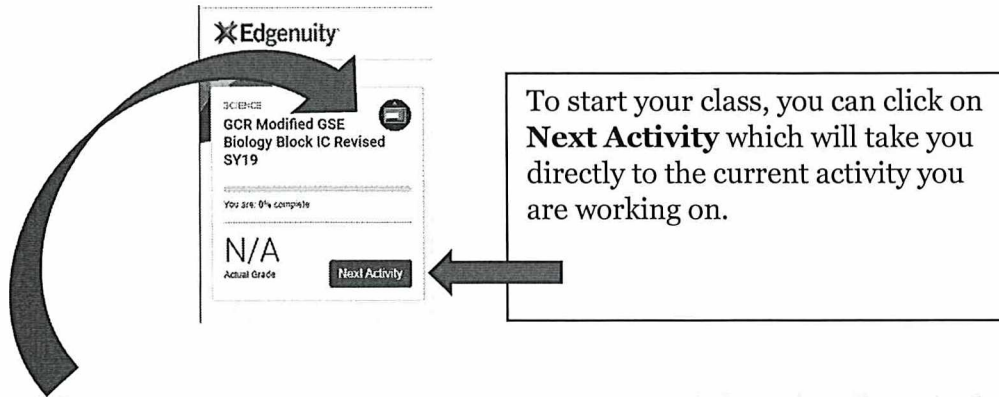 Edgenuity
SCIENCE
GCR Modified GSE
Biology Block IC Revised
SY19
You are: 0% complete
N/A
Actual Grade
Next Activity
To start your class, you can click on
Next Activity which will take you
directly to the current activity you
are working on.